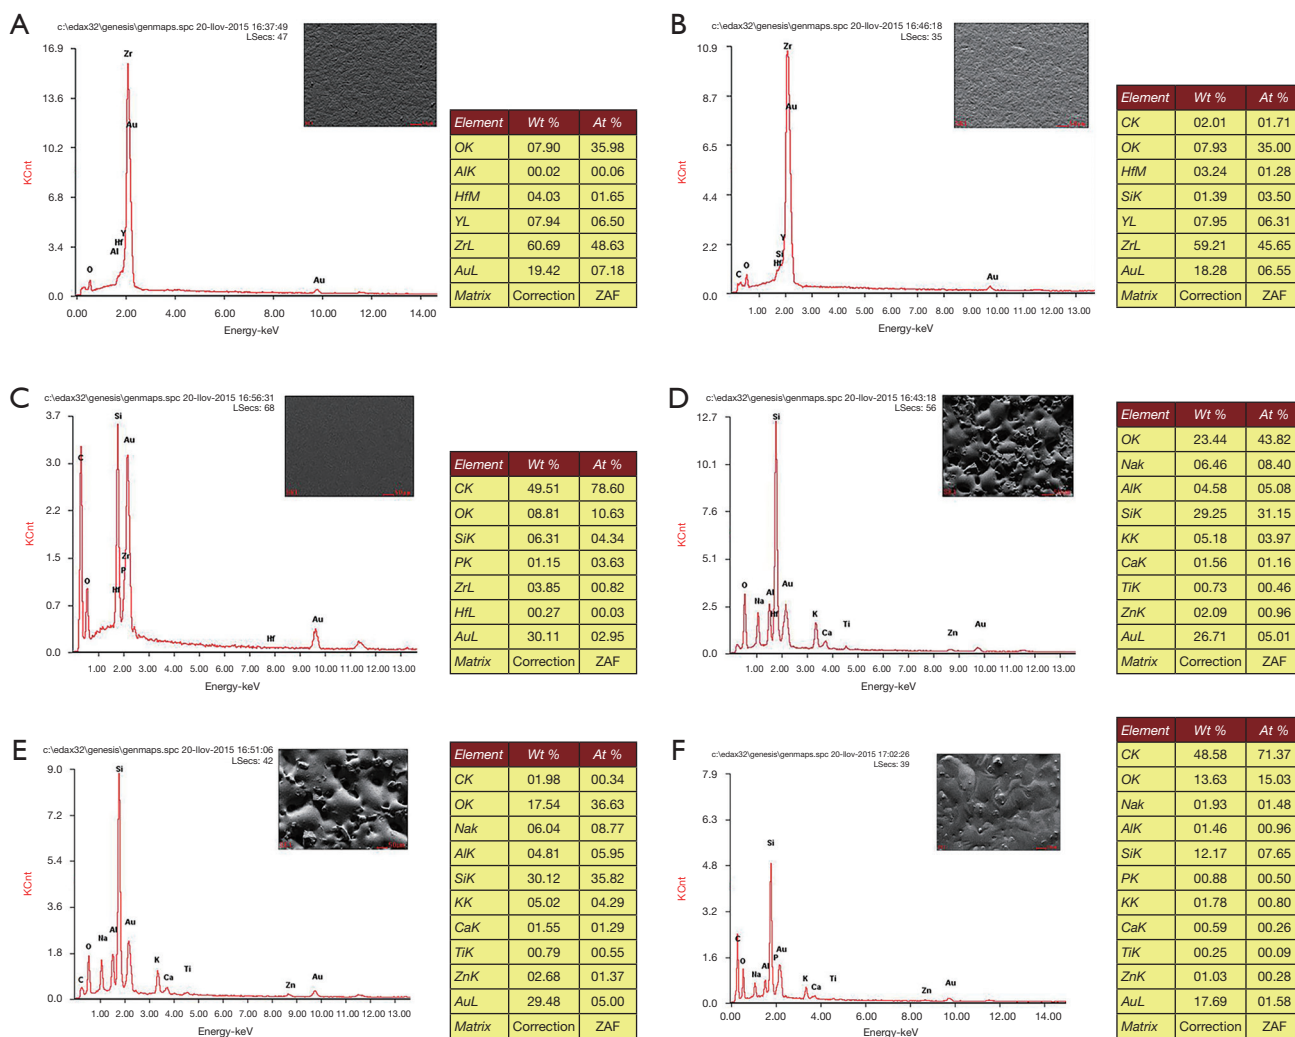 A
c:\edax32\genesis\genmaps.spc 20-llov-2015 16:37:49
LSecs: 47
KCnt
16.9
13.6
10.2
6.8
3.4
0.0
Zr
Au
Y
Hf
Al
O
Au
0.00 2.00 4.00 6.00 8.00 10.00 12.00 14.00
Energy-keV
Element Wt % At %
OK 07.90 35.98
AlK 00.02 00.06
HfM 04.03 01.65
YL 07.94 06.50
ZrL 60.69 48.63
AuL 19.42 07.18
Matrix Correction ZAF
B
c:\edax32\genesis\genmaps.spc 20-llov-2015 16:46:18
LSecs: 35
KCnt
10.9
8.7
6.5
4.4
2.2
0.0
Zr
Au
Y
Si
Hf
C
O
Au
1.00 2.00 3.00 4.00 5.00 6.00 7.00 8.00 9.00 10.00 11.00 12.00 13.00
Energy-keV
Element Wt % At %
CK 02.01 01.71
OK 07.93 35.00
HfM 03.24 01.28
SiK 01.39 03.50
YL 07.95 06.31
ZrL 59.21 45.65
AuL 18.28 06.55
Matrix Correction ZAF
C
c:\edax32\genesis\genmaps.spc 20-llov-2015 16:56:31
LSecs: 68
KCnt
3.7
3.0
2.2
1.5
0.7
0.0
Si
Au
C
Zr
P
Hf
O
Hf
Au
1.00 2.00 3.00 4.00 5.00 6.00 7.00 8.00 9.00 10.00 11.00 12.00 13.00
Energy-keV
Element Wt % At %
CK 49.51 78.60
OK 08.81 10.63
SiK 06.31 04.34
PK 01.15 03.63
ZrL 03.85 00.82
HfL 00.27 00.03
AuL 30.11 02.95
Matrix Correction ZAF
D
c:\edax32\genesis\genmaps.spc 20-llov-2015 16:43:18
LSecs: 56
KCnt
12.7
10.1
7.6
5.1
2.5
0.0
Si
O
Na
Al
Hf
Au
K
Ca
Ti
Zn
Au
1.00 2.00 3.00 4.00 5.00 6.00 7.00 8.00 9.00 10.00 11.00 12.00 13.00
Energy-keV
Element Wt % At %
OK 23.44 43.82
Nak 06.46 08.40
AlK 04.58 05.08
SiK 29.25 31.15
KK 05.18 03.97
CaK 01.56 01.16
TiK 00.73 00.46
ZnK 02.09 00.96
AuL 26.71 05.01
Matrix Correction ZAF
E
c:\edax32\genesis\genmaps.spc 20-llov-2015 16:51:06
LSecs: 42
KCnt
9.0
7.2
5.4
3.6
1.8
0.0
Si
C
O
Na
Al
Au
K
Ca
Ti
Zn
Au
1.00 2.00 3.00 4.00 5.00 6.00 7.00 8.00 9.00 10.00 11.00 12.00 13.00
Energy-keV
Element Wt % At %
CK 01.98 00.34
OK 17.54 36.63
Nak 06.04 08.77
AlK 04.81 05.95
SiK 30.12 35.82
KK 05.02 04.29
CaK 01.55 01.29
TiK 00.79 00.55
ZnK 02.68 01.37
AuL 29.48 05.00
Matrix Correction ZAF
F
c:\edax32\genesis\genmaps.spc 20-llov-2015 17:02:26
LSecs: 39
KCnt
7.9
6.3
4.8
3.2
1.6
0.0
Si
C
O
Na
Al
P
Au
K
Ca
Ti
Zn
Au
0.00 2.00 4.00 6.00 8.00 10.00 12.00 14.00
Energy-keV
Element Wt % At %
CK 48.58 71.37
OK 13.63 15.03
Nak 01.93 01.48
AlK 01.46 00.96
SiK 12.17 07.65
PK 00.88 00.50
KK 01.78 00.80
CaK 00.59 00.26
TiK 00.25 00.09
ZnK 01.03 00.28
AuL 17.69 01.58
Matrix Correction ZAF